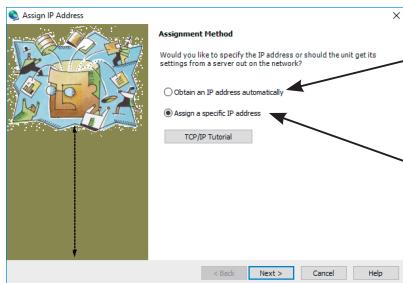 Assign IP Address
Assignment Method
Would you like to specify the IP address or should the unit get its
settings from a server out on the network?
Obtain an IP address automatically
Assign a specific IP address
TCP/IP Tutorial
< Back
Next >
Cancel
Help